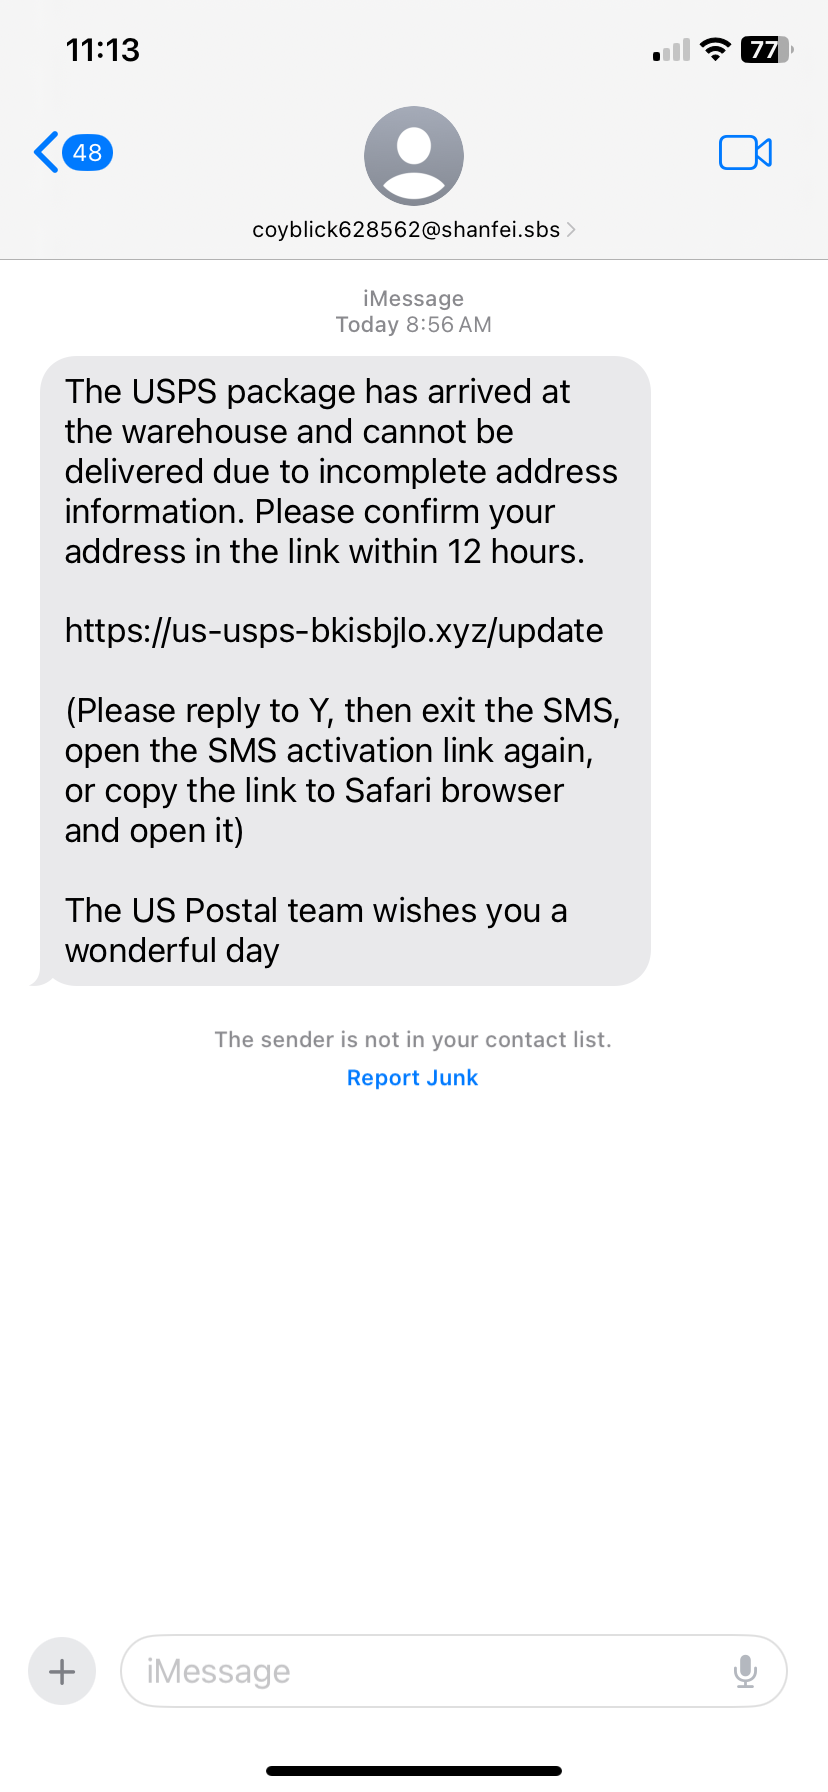 11:13
77
48
coyblick628562@shanfei.sbs
iMessage
Today 8:56 AM
The USPS package has arrived at
the warehouse and cannot be
delivered due to incomplete address
information. Please confirm your
address in the link within 12 hours.
https://us-usps-bkisbjlo.xyz/update
(Please reply to Y, then exit the SMS,
open the SMS activation link again,
or copy the link to Safari browser
and open it)
The US Postal team wishes you a
wonderful day
The sender is not in your contact list.
Report Junk
iMessage